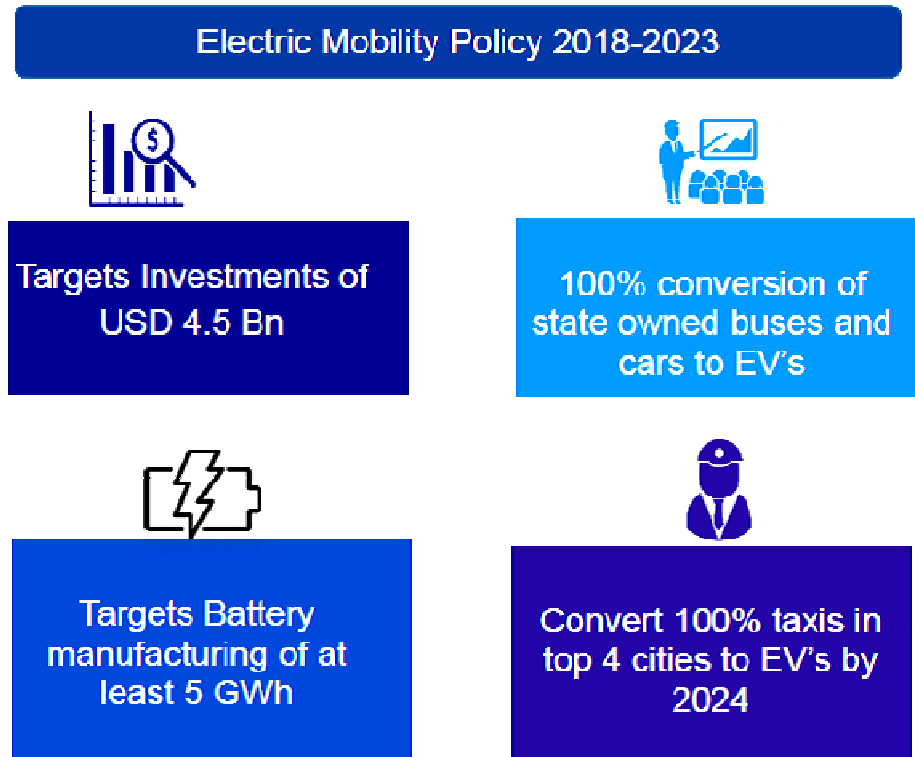 Electric Mobility Policy 2018-2023
$
Targets Investments of
USD 4.5 Bn
100% conversion of
state owned buses and
cars to EV's
Targets Battery
manufacturing of at
least 5 GWh
Convert 100% taxis in
top 4 cities to EV's by
2024